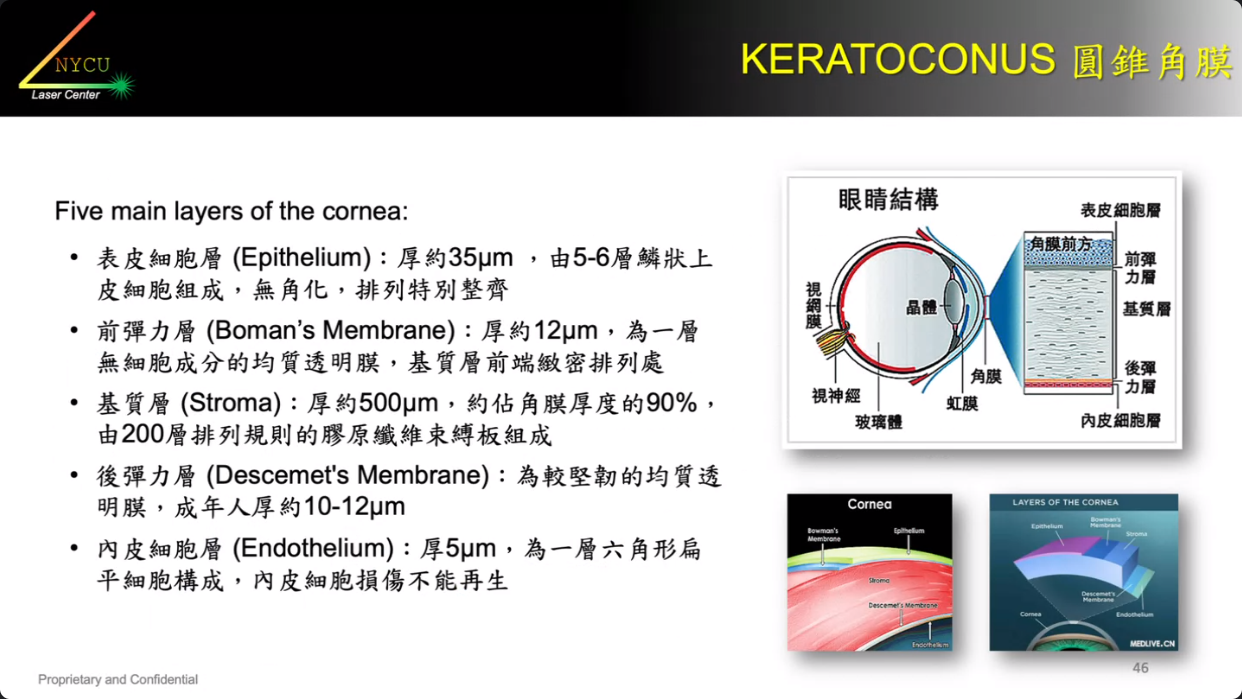 NYCU
Laser Center
KERATOCONUS 圓錐角膜
Five main layers of the cornea:
• 表皮細胞層 (Epithelium)：厚約35μm ，由5-6層鱗狀上
皮細胞組成，無角化，排列特別整齊
• 前彈力層 (Boman's Membrane)：厚約12μm，為一層
無細胞成分的均質透明膜，基質層前端緻密排列處
• 基質層 (Stroma)：厚約500μm，約佔角膜厚度的90%，
由200層排列規則的膠原纖維束縛板組成
• 後彈力層 (Descemet's Membrane)：為較堅韌的均質透
明膜，成年人厚約10-12μm
• 內皮細胞層 (Endothelium)：厚5μm，為一層六角形扁
平細胞構成，內皮細胞損傷不能再生
眼睛結構
表皮細胞層
角膜前方
前彈
力層
視網膜
晶體
基質層
後彈
力層
角膜
視神經
虹膜
玻璃體
內皮細胞層
Cornea
Bowman's
Membrane
Epithelium
Stroma
Descemet's Membrane
Endothelium
LAYERS OF THE CORNEA
Bowman's
Membrane
Epithelium
Stroma
Descemet's
Membrane
Cornea
Endothelium
MEDLIVE.CN
46
Proprietary and Confidential